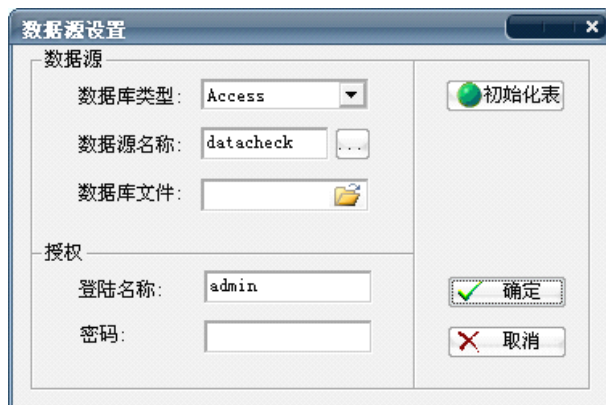 数据源设置
数据源
数据库类型: Access
初始化表
数据源名称: datacheck ...
数据库文件:
授权
登陆名称: admin
确定
密码:
取消